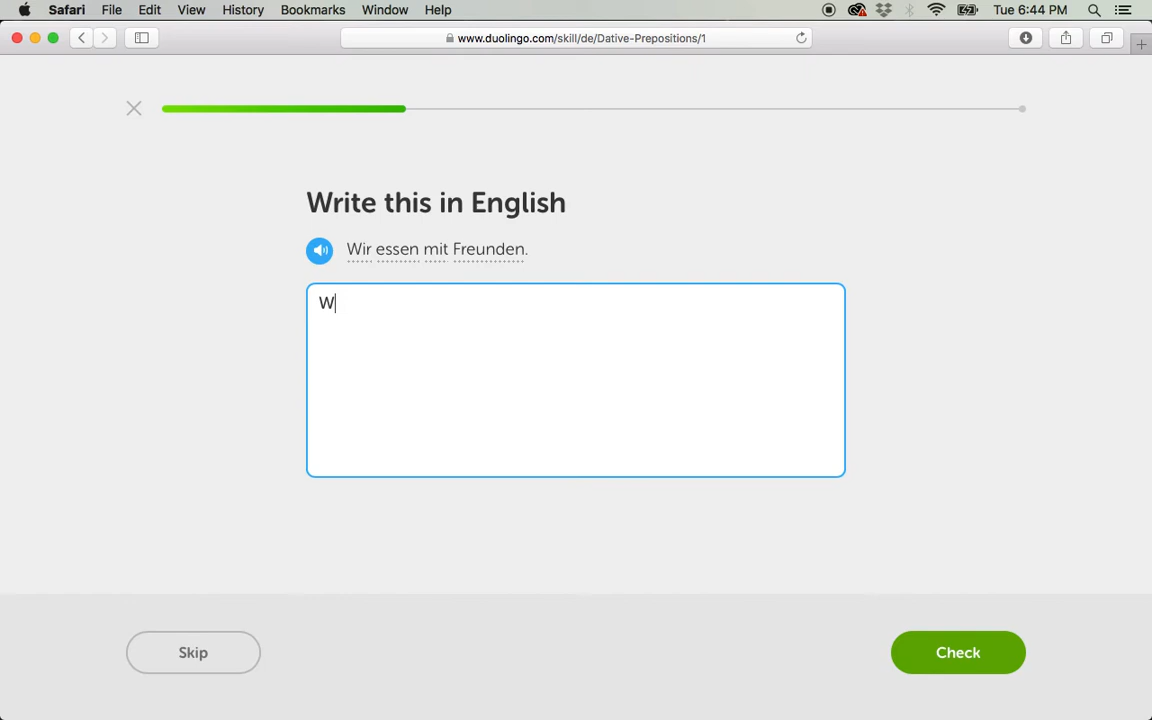 Safari File Edit View History Bookmarks Window Help Tue 6:44 PM
www.duolingo.com/skill/de/Dative-Prepositions/1
Write this in English
Wir essen mit Freunden.
W
Skip Check